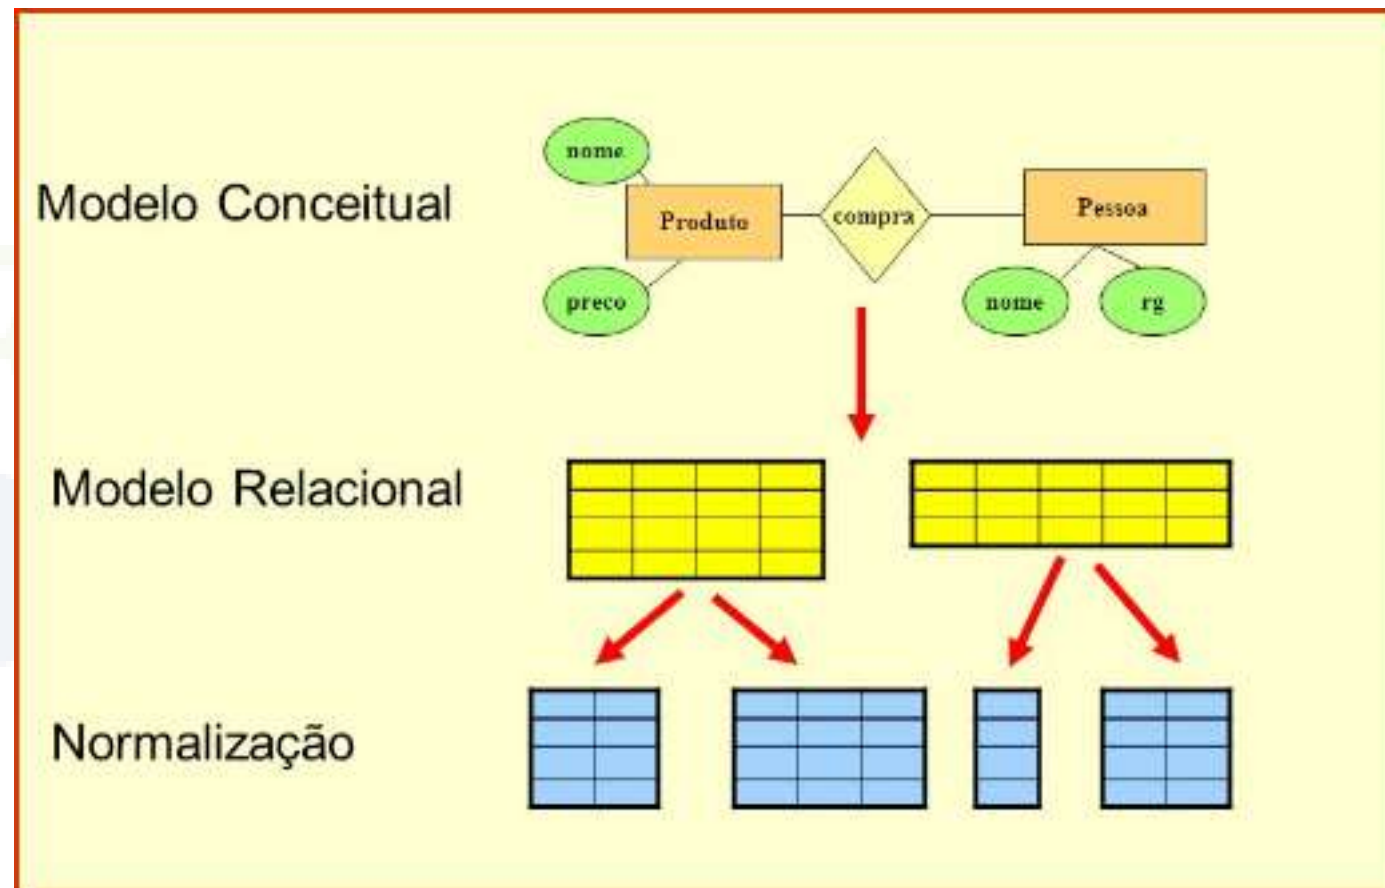 nome
Modelo Conceitual
Produto
compra
Pessoa
preco
nome
rg
Modelo Relacional
Normalização